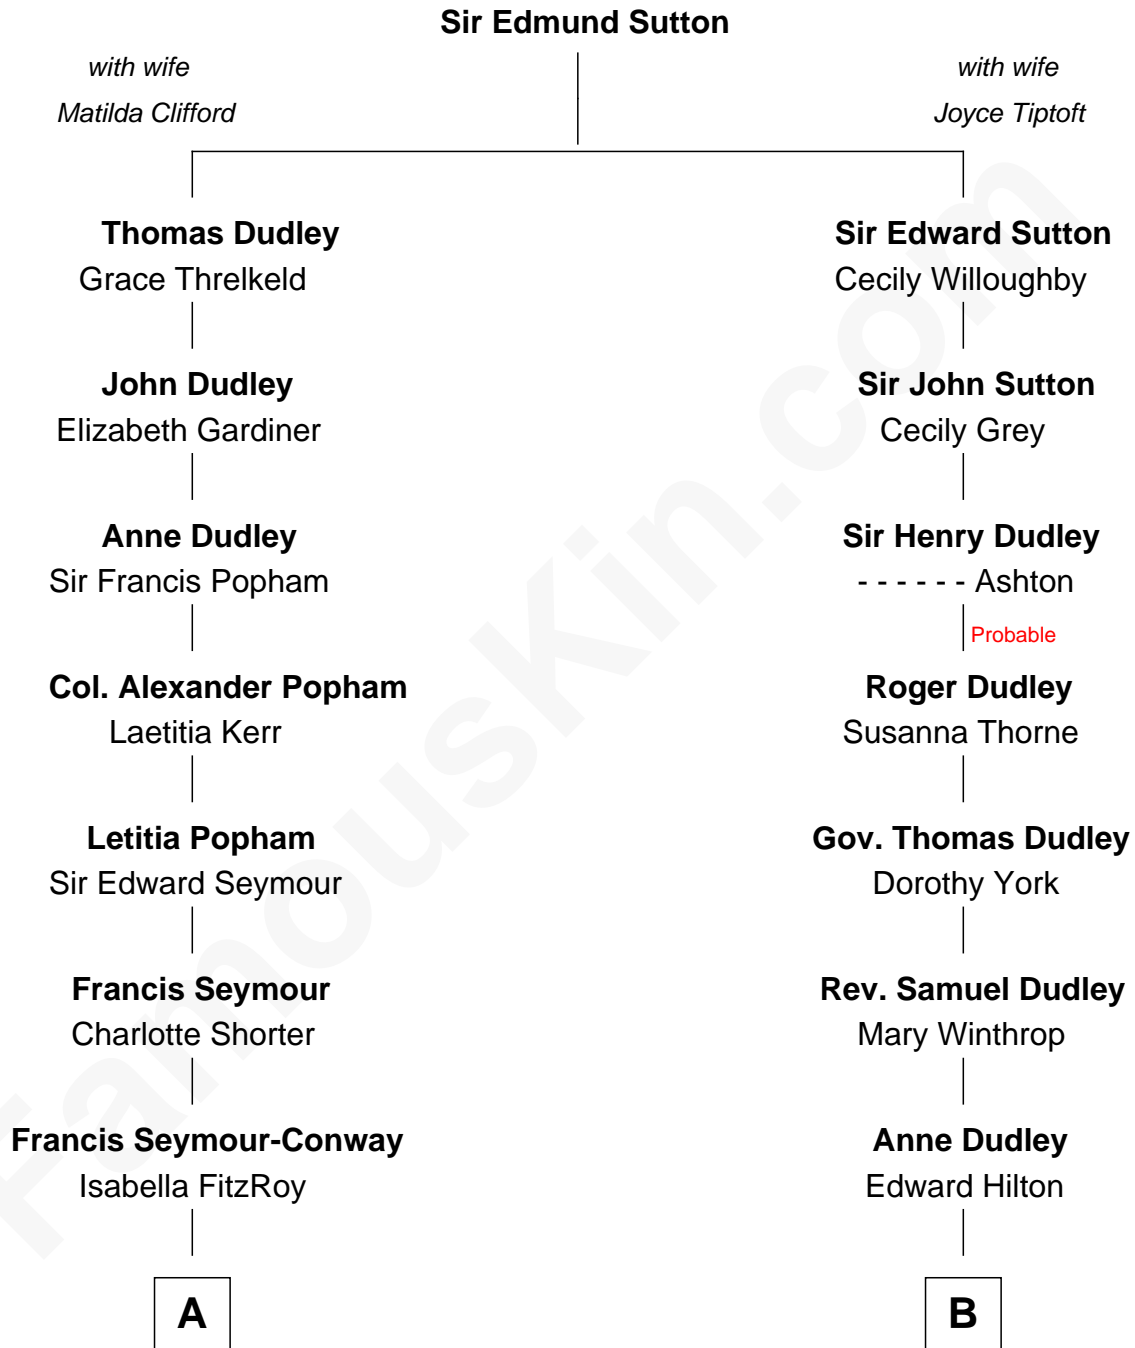 Sir Edmund Sutton
with wife
Matilda Clifford
with wife
Joyce Tiptoft
Thomas Dudley
Grace Threlkeld
Sir Edward Sutton
Cecily Willoughby
John Dudley
Elizabeth Gardiner
Sir John Sutton
Cecily Grey
Anne Dudley
Sir Francis Popham
Sir Henry Dudley
- - - - - - Ashton
Probable
Col. Alexander Popham
Laetitia Kerr
Roger Dudley
Susanna Thorne
Letitia Popham
Sir Edward Seymour
Gov. Thomas Dudley
Dorothy York
Francis Seymour
Charlotte Shorter
Rev. Samuel Dudley
Mary Winthrop
Francis Seymour-Conway
Isabella FitzRoy
Anne Dudley
Edward Hilton
A
B
FamousKin.com